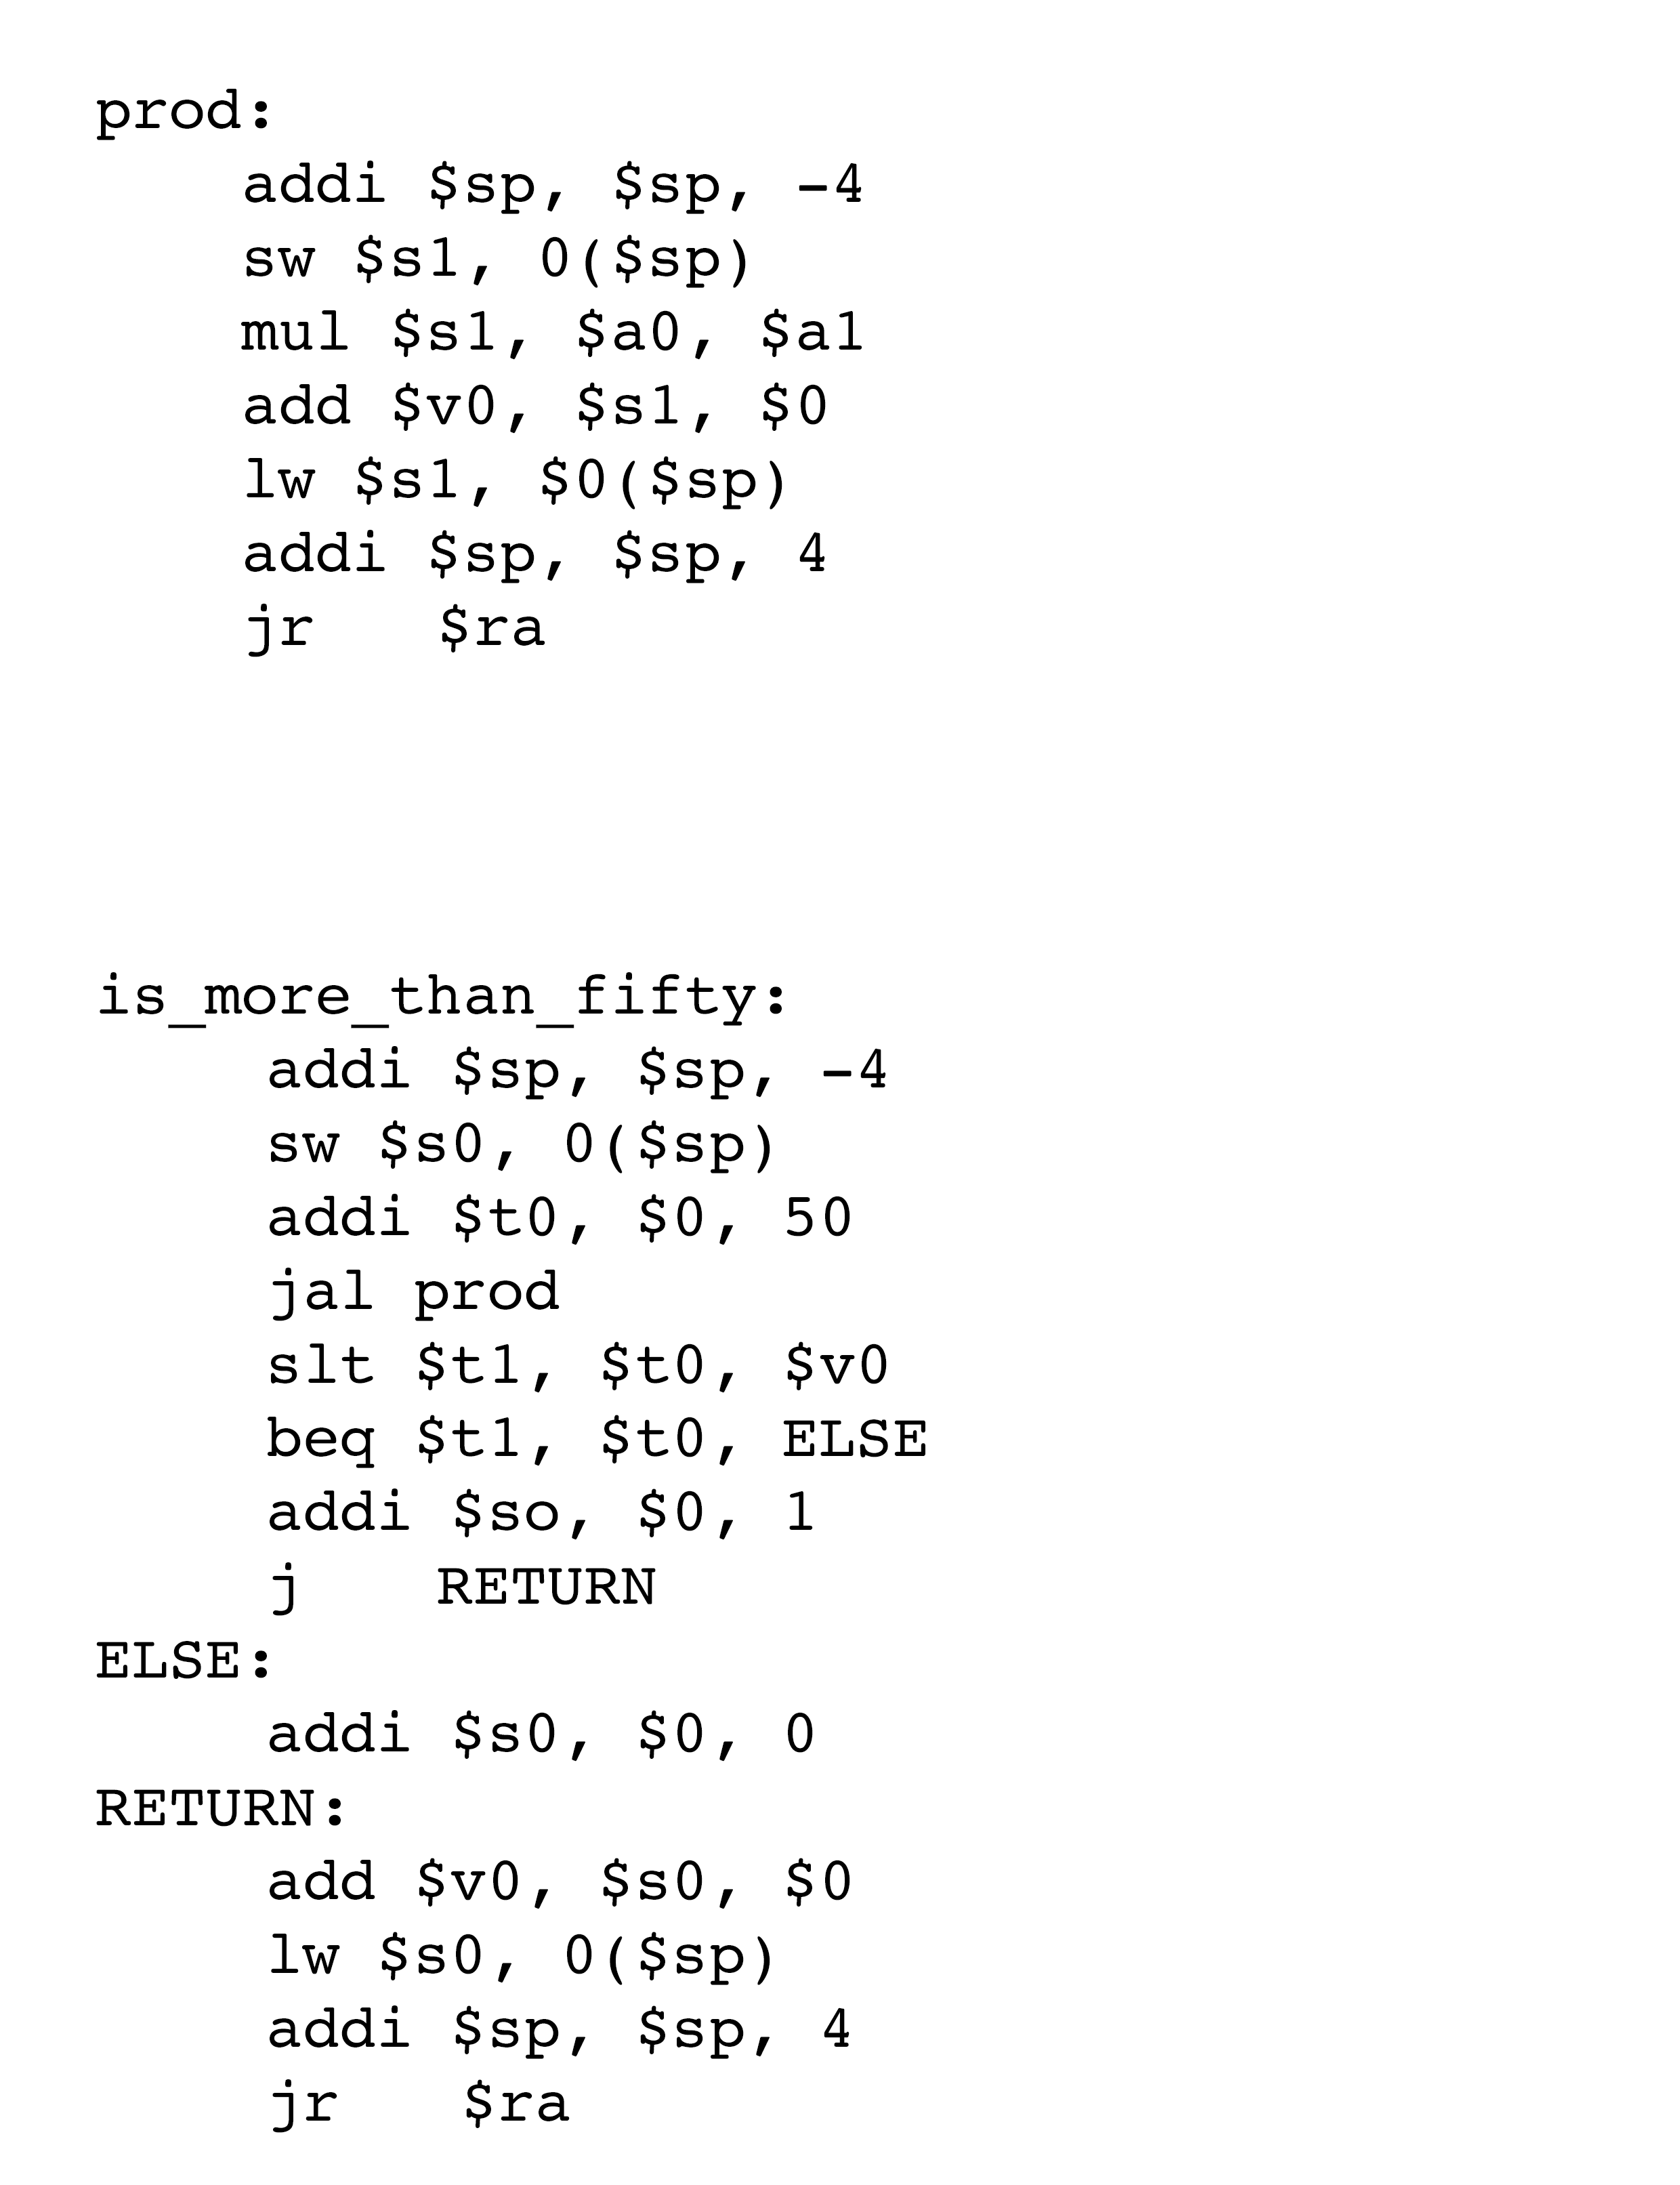 prod:
addi $sp, $sp, -4
sw $s1, 0($sp)
mul $s1, $a0, $a1
add $v0, $s1, $0
lw $s1, $0($sp)
addi $sp, $sp, 4
jr $ra
is_more_than_fifty:
addi $sp, $sp, -4
sw $s0, 0($sp)
addi $t0, $0, 50
jal prod
slt $t1, $t0, $v0
beq $t1, $t0, ELSE
addi $so, $0, 1
j RETURN
ELSE:
addi $s0, $0, 0
RETURN:
add $v0, $s0, $0
lw $s0, 0($sp)
addi $sp, $sp, 4
jr $ra